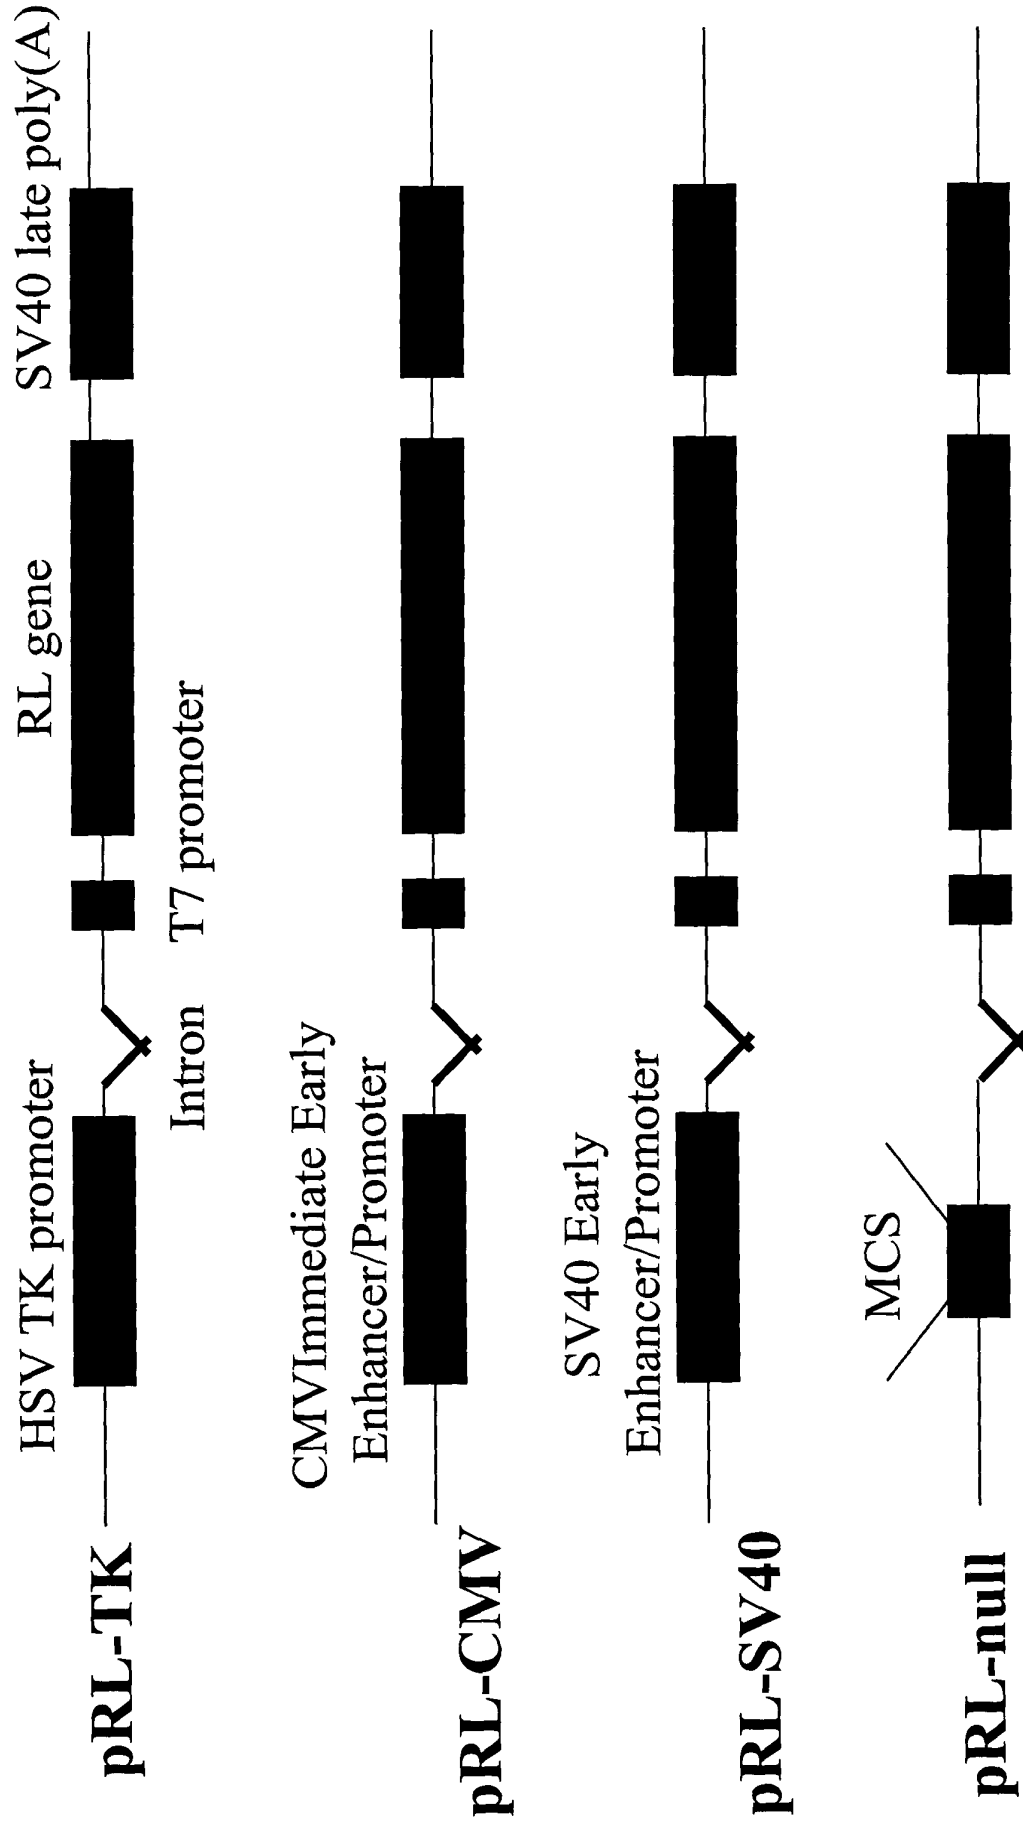 HSV TK promoter
RL gene
SV40 late poly(A)
pRL-TK
Intron
T7 promoter
CMVImmediate Early
Enhancer/Promoter
pRL-CMV
SV40 Early
Enhancer/Promoter
pRL-SV40
MCS
pRL-null